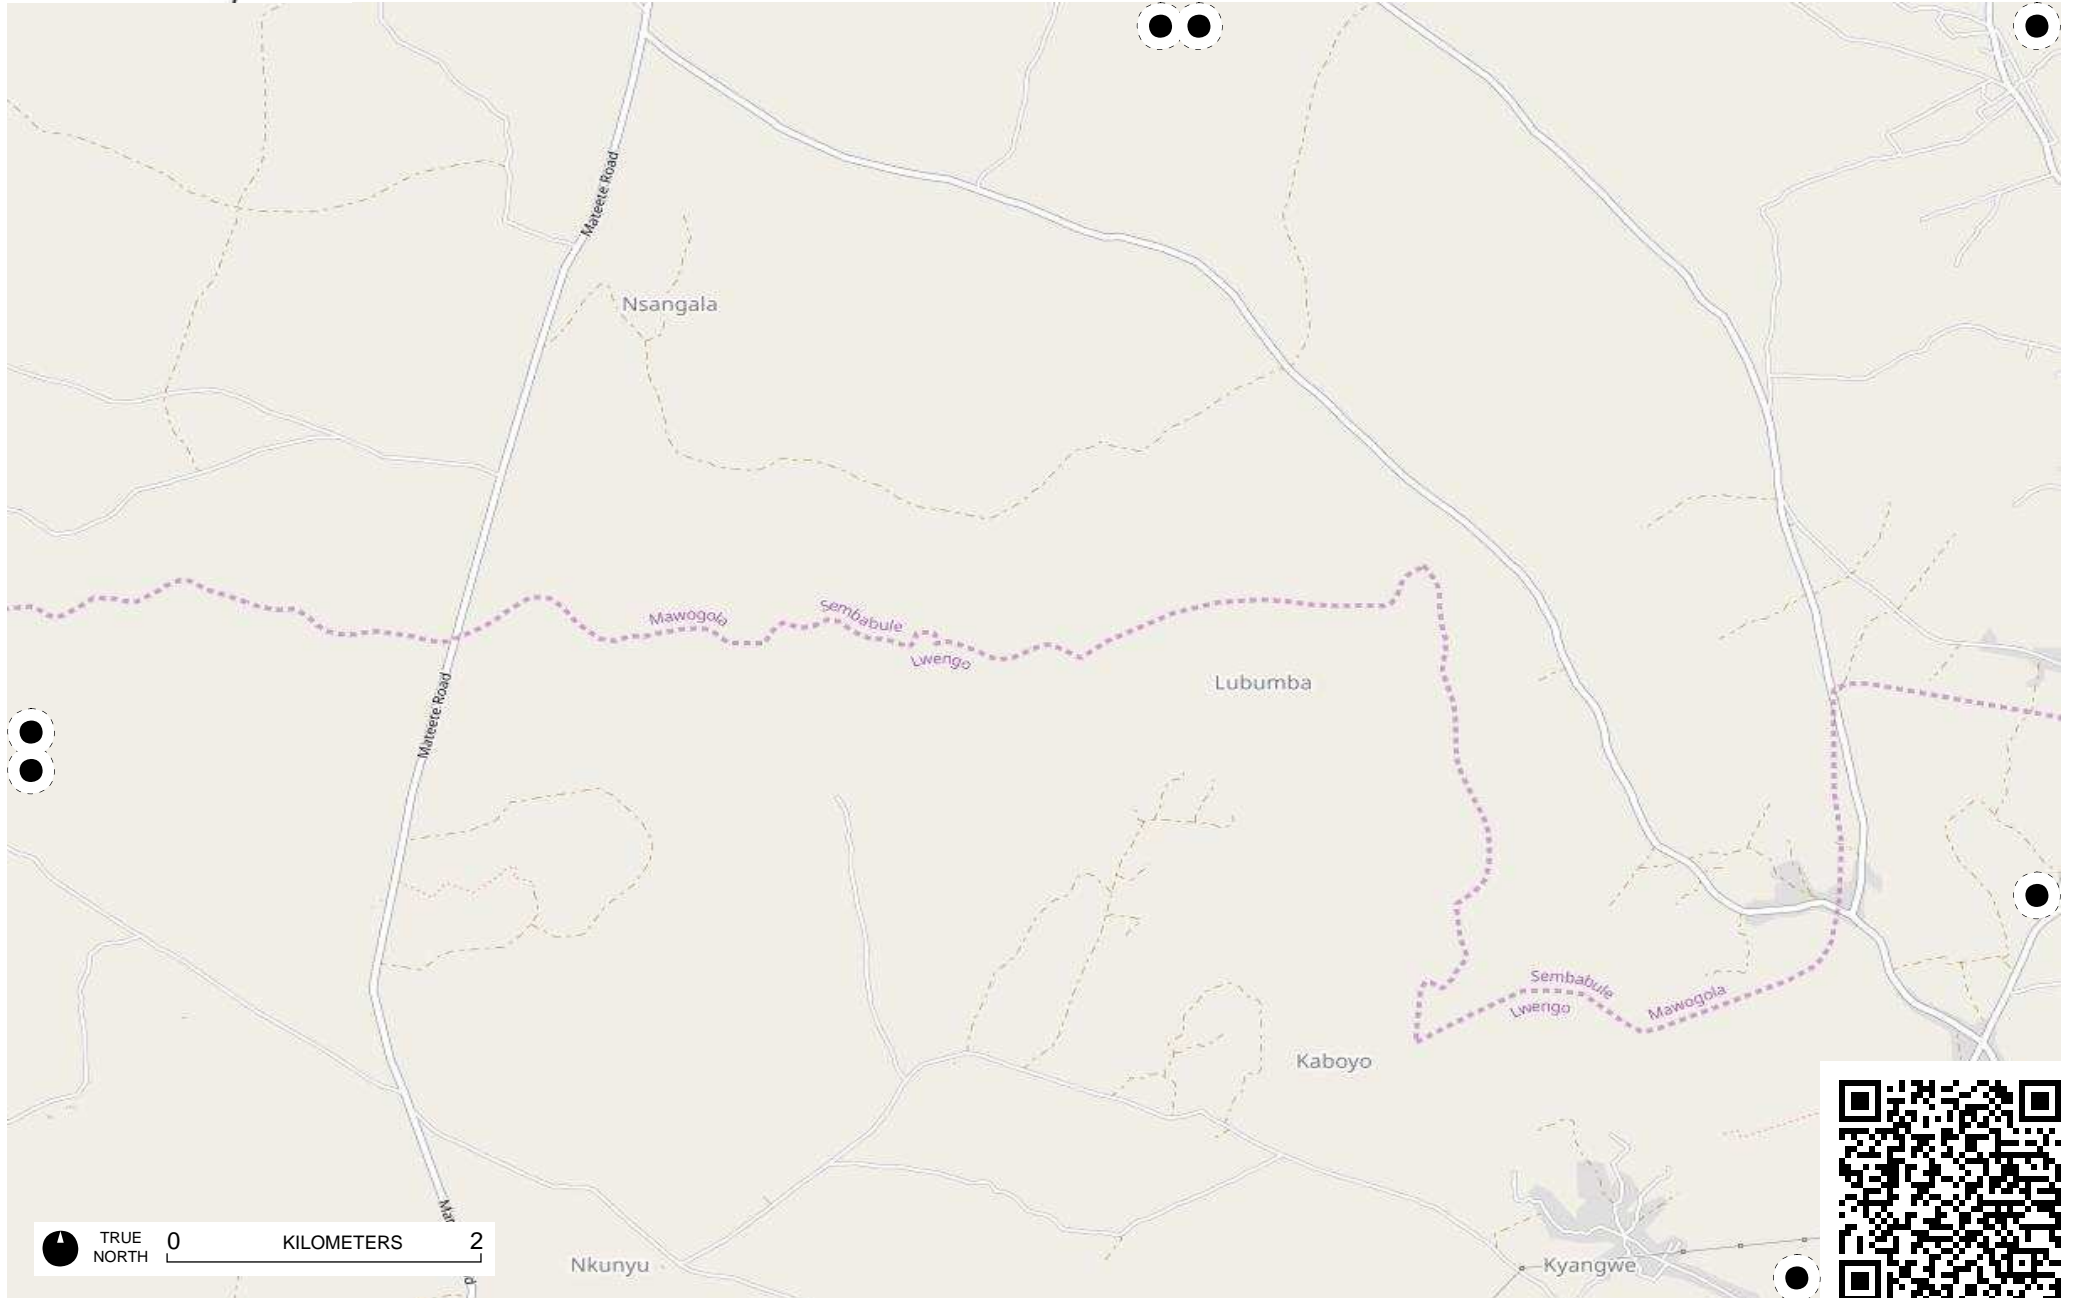 Mateete Road
Nsangala
Mawogola
Sembabule
Lwengo
Lubumba
Mateete Road
Sembabule
Lwengo
Mawogola
Kaboyo
TRUE
NORTH
0
KILOMETERS
2
Nkunyu
Kyangwe